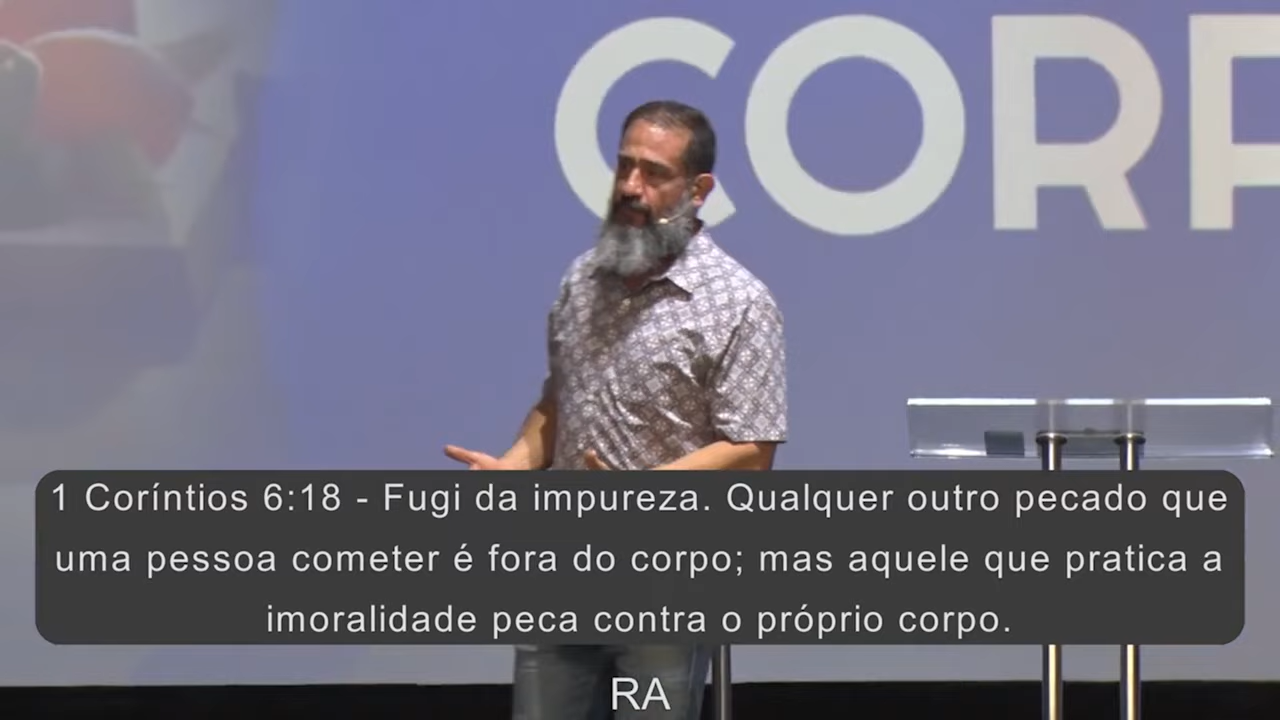 CORP
1 Coríntios 6:18 - Fugi da impureza. Qualquer outro pecado que
uma pessoa cometer é fora do corpo; mas aquele que pratica a
imoralidade peca contra o próprio corpo.
RA